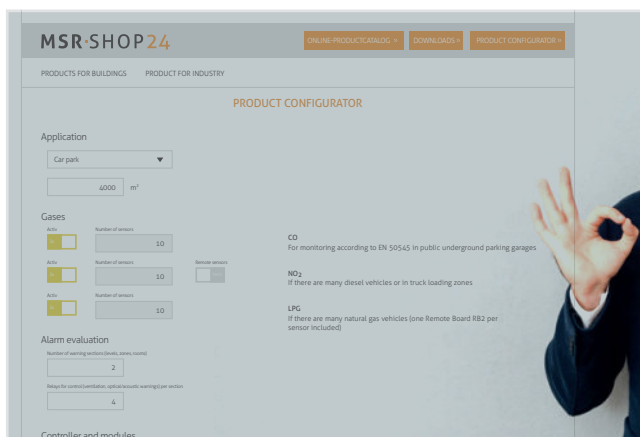 MSR·SHOP24
ONLINE-PRODUCTCATALOG »
DOWNLOADS »
PRODUCT CONFIGURATOR »
PRODUCTS FOR BUILDINGS
PRODUCT FOR INDUSTRY
PRODUCT CONFIGURATOR
Application
Car park
4000 m²
Gases
Activ
Number of sensors
10
CO
For monitoring according to EN 50545 in public underground parking garages
Activ
Number of sensors
Remote sensors
10
NO2
If there are many diesel vehicles or in truck loading zones
Activ
Number of sensors
10
LPG
If there are many natural gas vehicles (one Remote Board RB2 per
sensor included)
Alarm evaluation
Number of warning sections (levels, zones, rooms)
2
Relays for control (ventilation, optical/acoustic warnings) per section
4
Controller and modules